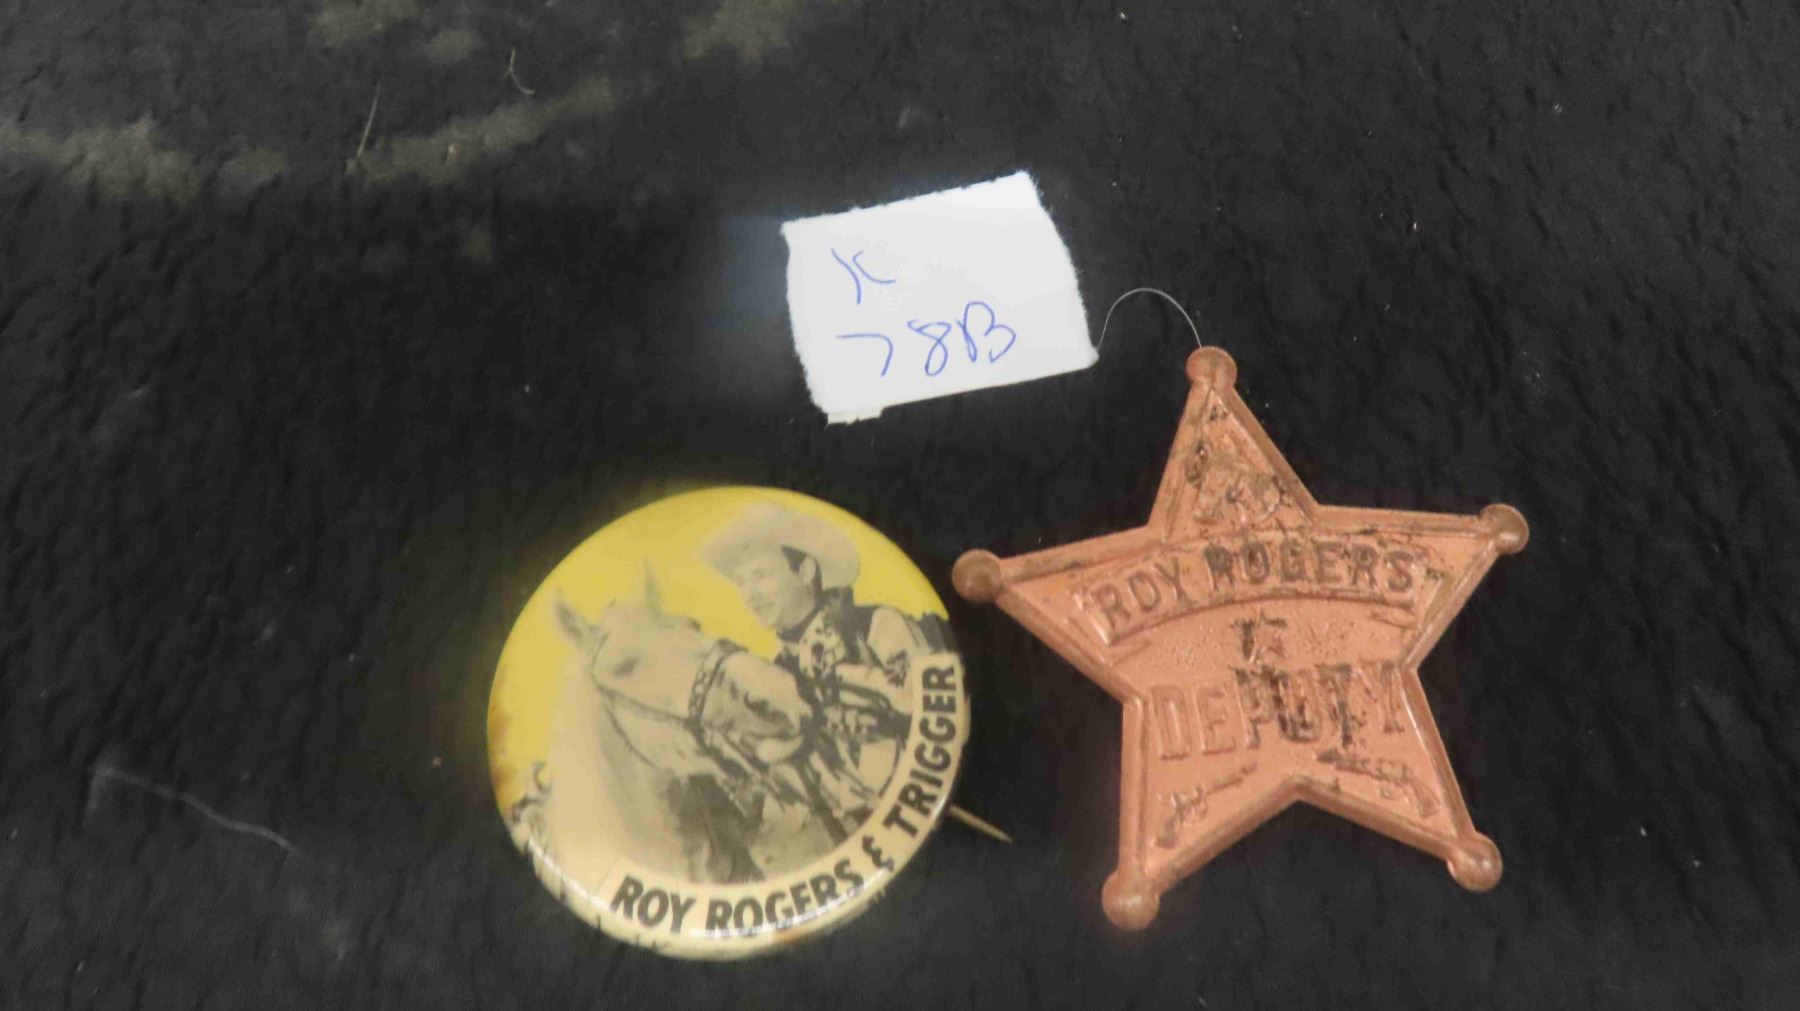 K
78B
ROY ROGERS & TRIGGER
ROY ROGERS
DEPUTY